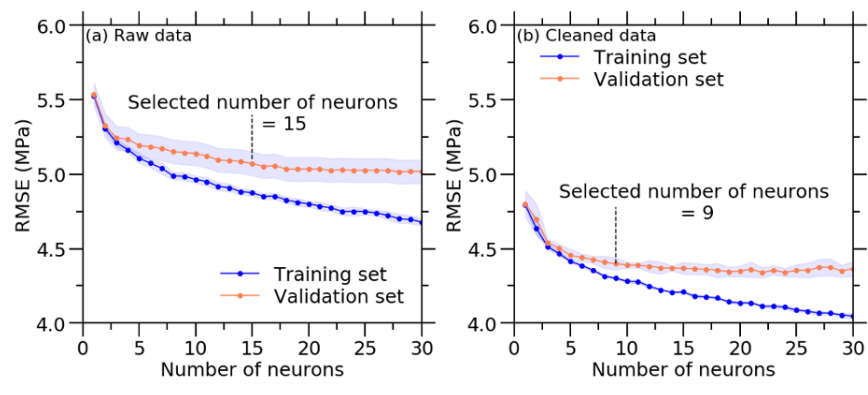 (a) Raw data
Selected number of neurons
= 15
Training set
Validation set
RMSE (MPa)
6.0
5.5
5.0
4.5
4.0
0 5 10 15 20 25 30
Number of neurons
(b) Cleaned data
Training set
Validation set
Selected number of neurons
= 9
RMSE (MPa)
6.0
5.5
5.0
4.5
4.0
0 5 10 15 20 25 30
Number of neurons